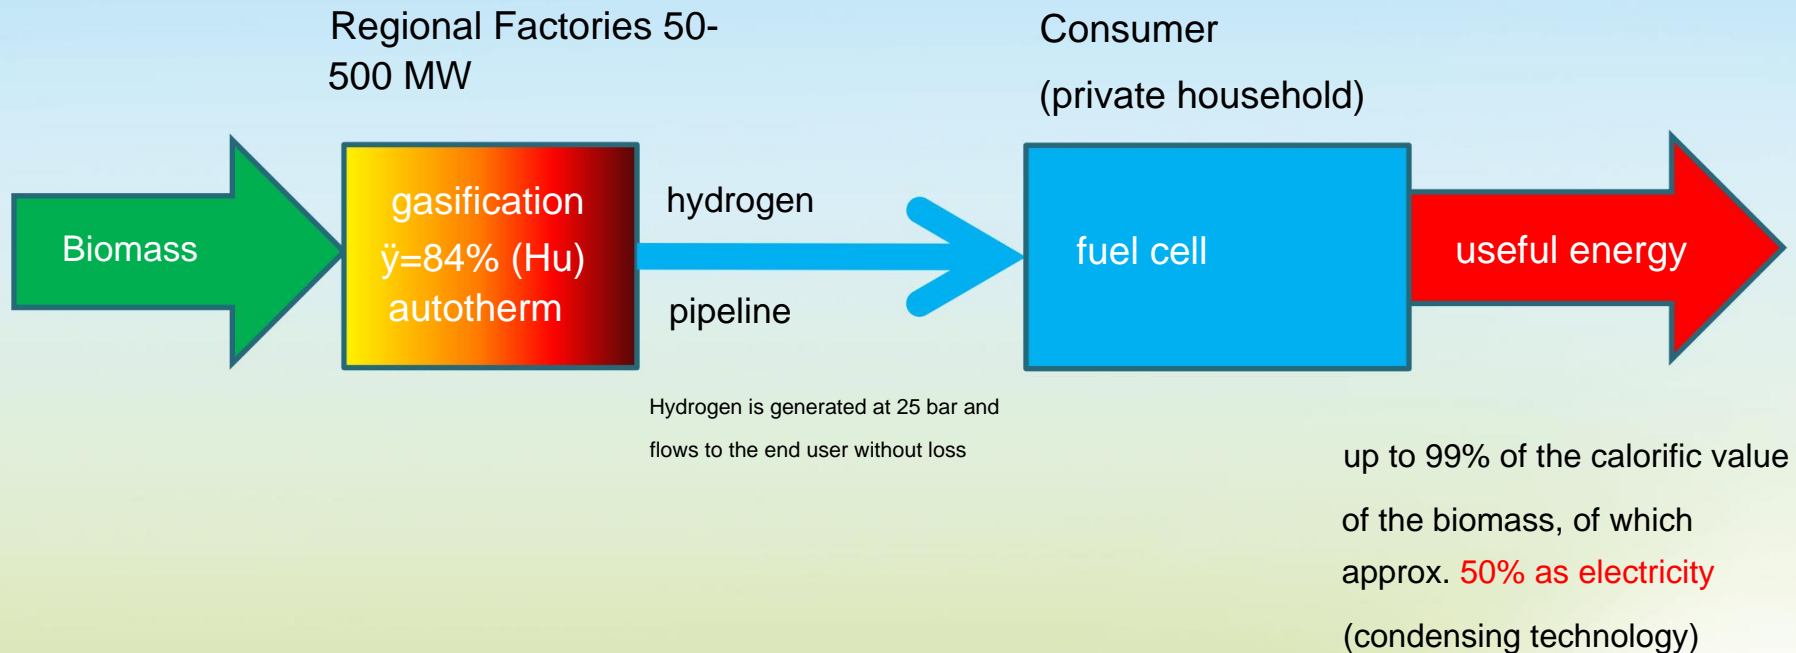 Regional Factories 50-
500 MW
Consumer
(private household)
Biomass
gasification
ÿ=84% (Hu)
autotherm
hydrogen
pipeline
fuel cell
useful energy
Hydrogen is generated at 25 bar and
flows to the end user without loss
up to 99% of the calorific value
of the biomass, of which
approx. 50% as electricity
(condensing technology)